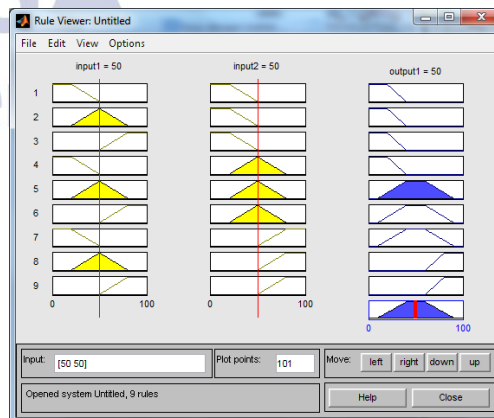 Rule Viewer: Untitled
File Edit View Options
input1 = 50 input2 = 50 output1 = 50
1
2
3
4
5
6
7
8
9
0 100 0 100
0 100
Input: [50 50] Plot points: 101 Move: left right down up
Opened system Untitled, 9 rules Help Close